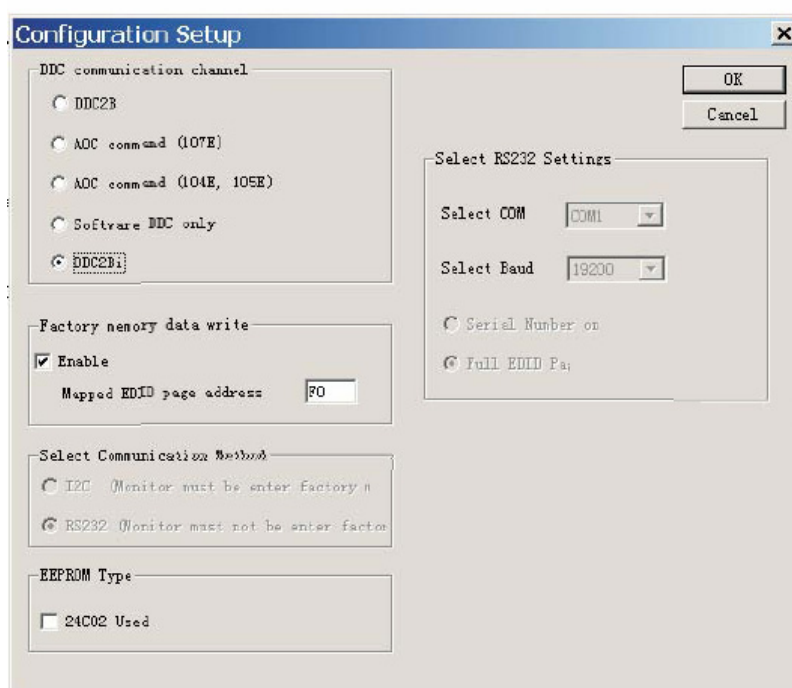 Configuration Setup
DDC communication channel
DDC2B
AOC command (107E)
AOC command (104E, 105E)
Software DDC only
DDC2Bi
OK
Cancel
Select RS232 Settings
Select COM COM1
Select Baud 19200
Serial Number on
Full EDID Pa
Factory memory data write
Enable
Mapped EDID page address F0
Select Communication Method
I2C (Monitor must be enter factory m
RS232 (Monitor must not be enter factor
EEPROM Type
24C02 Used